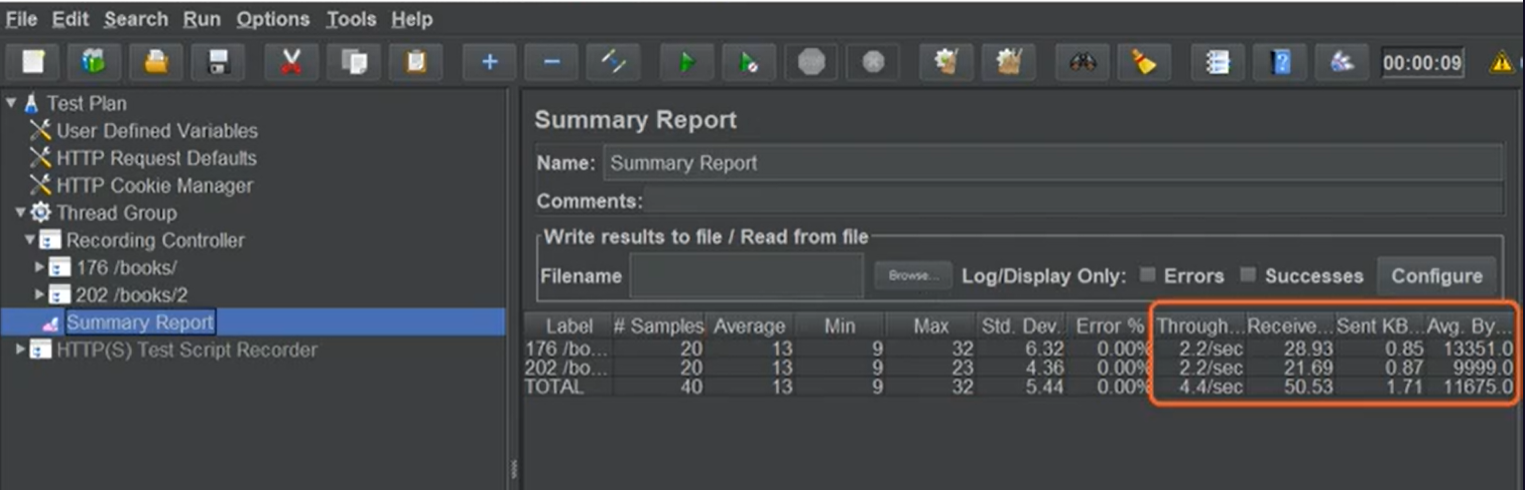 File Edit Search Run Options Tools Help
00:00:09
Test Plan
User Defined Variables
HTTP Request Defaults
HTTP Cookie Manager
Thread Group
Recording Controller
176 /books/
202 /books/2
Summary Report
HTTP(S) Test Script Recorder
Summary Report
Name: Summary Report
Comments:
Write results to file / Read from file
Filename Browse... Log/Display Only: Errors Successes Configure
Label # Samples Average Min Max Std. Dev. Error % Through... Receive... Sent KB... Avg. By...
176 /bo... 20 13 9 32 6.32 0.00% 2.2/sec 28.93 0.85 13351.0
202 /bo... 20 13 9 23 4.36 0.00% 2.2/sec 21.69 0.87 9999.0
TOTAL 40 13 9 32 5.44 0.00% 4.4/sec 50.53 1.71 11675.0